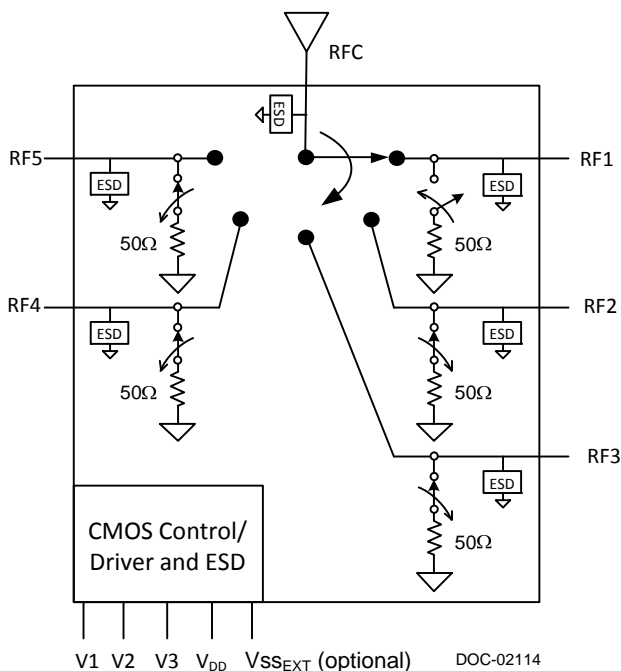 RFC
ESD
RF5
RF1
ESD
ESD
50Ω
50Ω
RF4
RF2
ESD
ESD
50Ω
50Ω
RF3
ESD
CMOS Control/
Driver and ESD
50Ω
V1 V2 V3 VDD VssEXT (optional)
DOC-02114